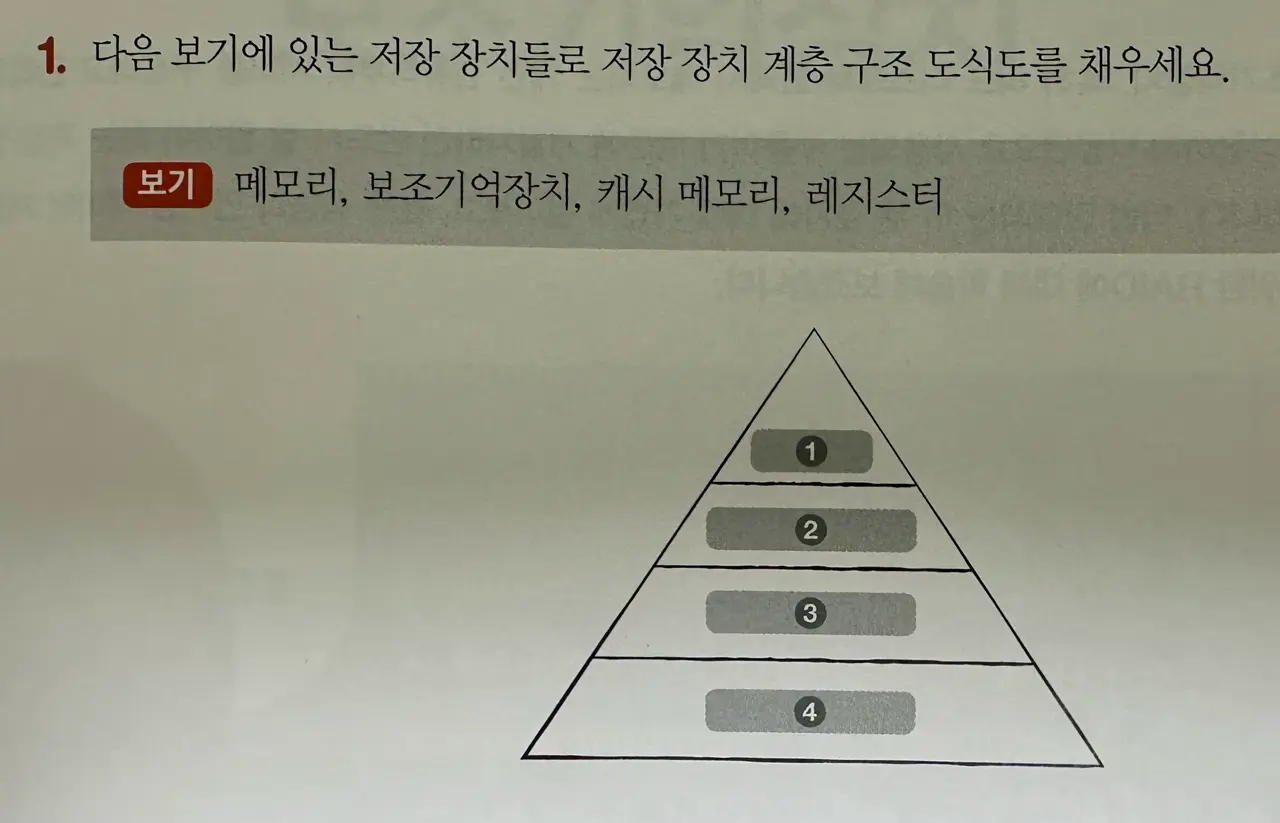 1. 다음 보기에 있는 저장 장치들로 저장 장치 계층 구조 도식도를 채우세요.
보기 메모리, 보조기억장치, 캐시 메모리, 레지스터
1
2
3
4